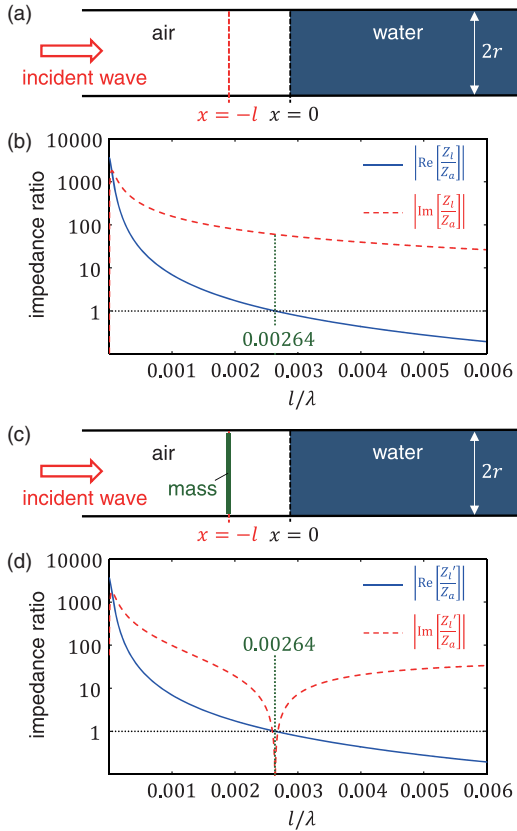 (a)
air
water
2r
incident wave
x = −l
x = 0
(b)
10000
1000
100
10
1
impedance ratio
|Re [Z_l/Z_a]|
|Im [Z_l/Z_a]|
0.00264
0.001 0.002 0.003 0.004 0.005 0.006
l/λ
(c)
air
water
mass
2r
incident wave
x = −l
x = 0
(d)
10000
1000
100
10
1
impedance ratio
|Re [Z_l′/Z_a]|
|Im [Z_l′/Z_a]|
0.00264
0.001 0.002 0.003 0.004 0.005 0.006
l/λ